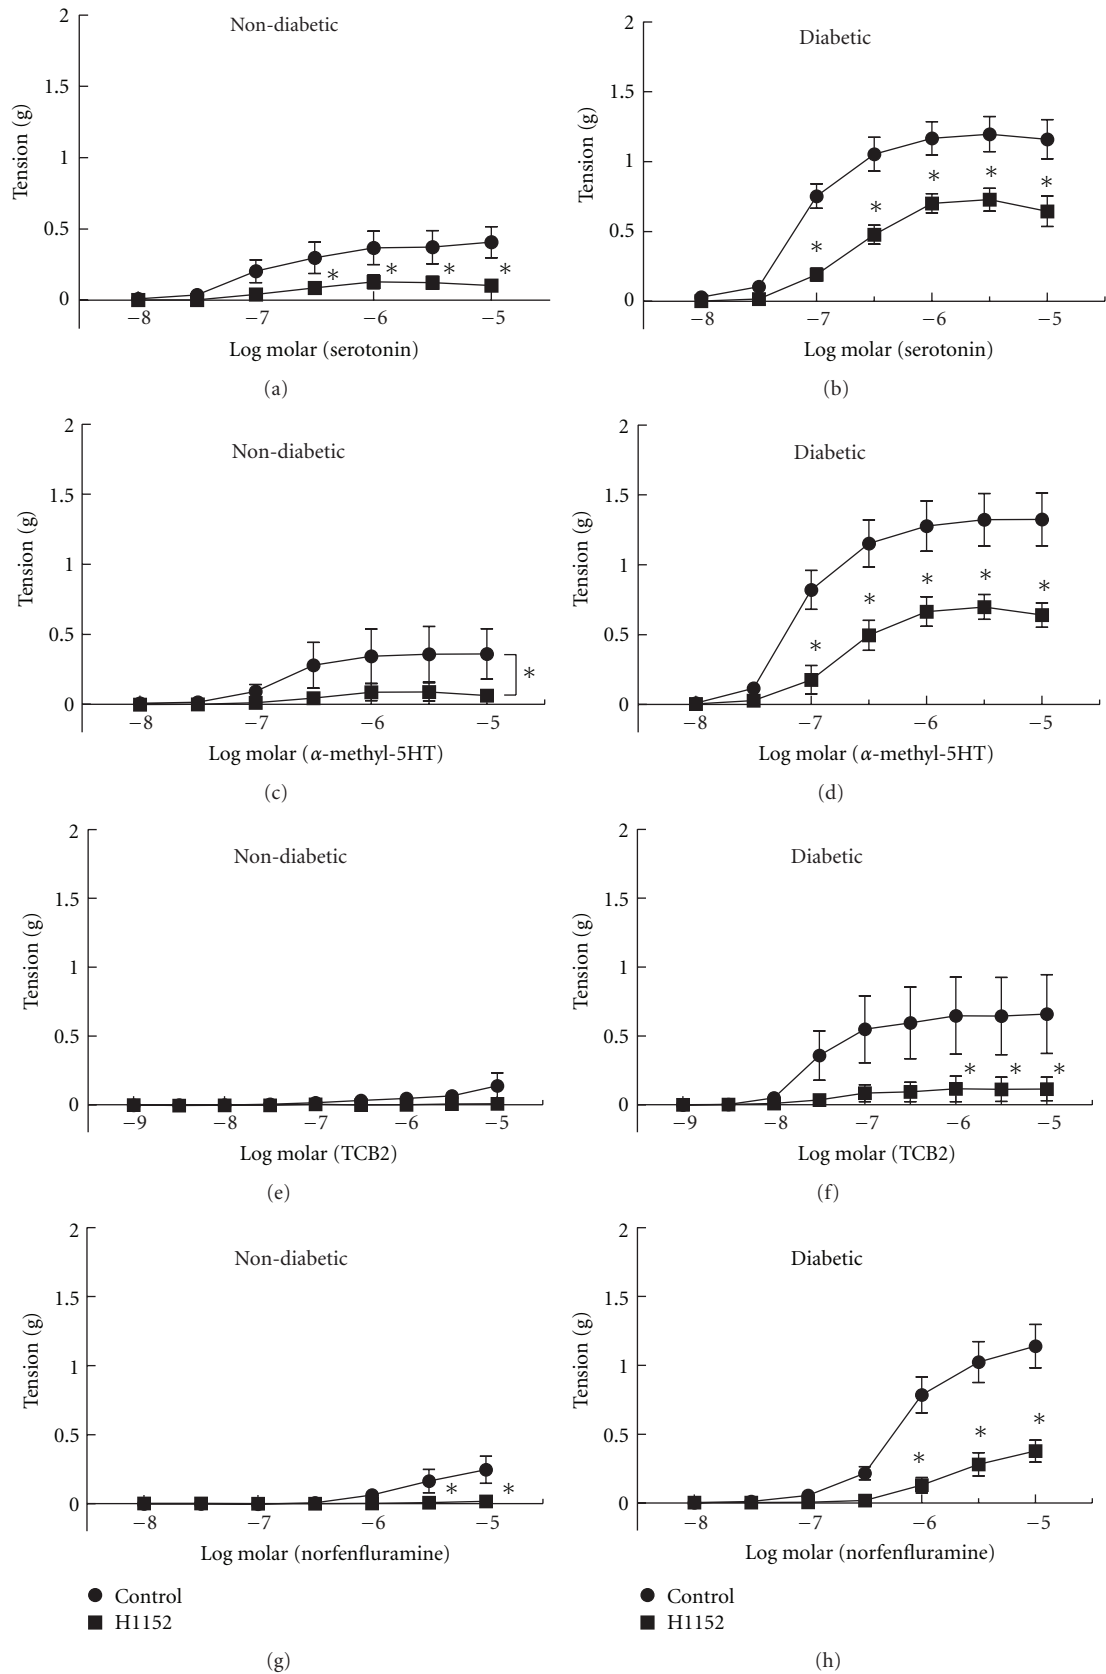 Non-diabetic
Tension (g)
2
1.5
1
0.5
0
−8
−7
−6
−5
∗
∗
∗
∗
Log molar (serotonin)
(a)
Diabetic
Tension (g)
2
1.5
1
0.5
0
−8
−7
−6
−5
∗
∗
∗
∗
∗
Log molar (serotonin)
(b)
Non-diabetic
Tension (g)
2
1.5
1
0.5
0
−8
−7
−6
−5
∗
Log molar (α-methyl-5HT)
(c)
Diabetic
Tension (g)
2
1.5
1
0.5
0
−8
−7
−6
−5
∗
∗
∗
∗
∗
Log molar (α-methyl-5HT)
(d)
Non-diabetic
Tension (g)
2
1.5
1
0.5
0
−9
−8
−7
−6
−5
Log molar (TCB2)
(e)
Diabetic
Tension (g)
2
1.5
1
0.5
0
−9
−8
−7
−6
−5
∗
∗
∗
Log molar (TCB2)
(f)
Non-diabetic
Tension (g)
2
1.5
1
0.5
0
−8
−7
−6
−5
∗
∗
Log molar (norfenfluramine)
Control
H1152
(g)
Diabetic
Tension (g)
2
1.5
1
0.5
0
−8
−7
−6
−5
∗
∗
∗
Log molar (norfenfluramine)
Control
H1152
(h)